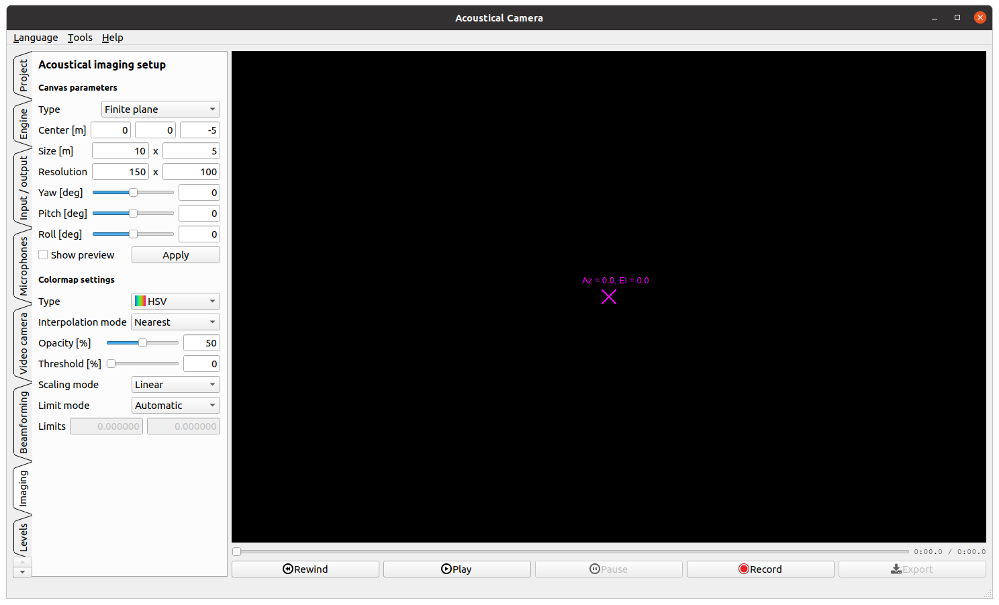 Acoustical Camera
Language Tools Help
Project
Engine
Input / output
Microphones
Video camera
Beamforming
Imaging
Levels
Acoustical imaging setup
Canvas parameters
Type Finite plane
Center [m] 0 0 -5
Size [m] 10 x 5
Resolution 150 x 100
Yaw [deg] 0
Pitch [deg] 0
Roll [deg] 0
Show preview Apply
Colormap settings
Type HSV
Interpolation mode Nearest
Opacity [%] 50
Threshold [%] 0
Scaling mode Linear
Limit mode Automatic
Limits 0.000000 0.000000
Az = 0.0, El = 0.0
0:00.0 / 0:00.0
Rewind Play Pause Record Export